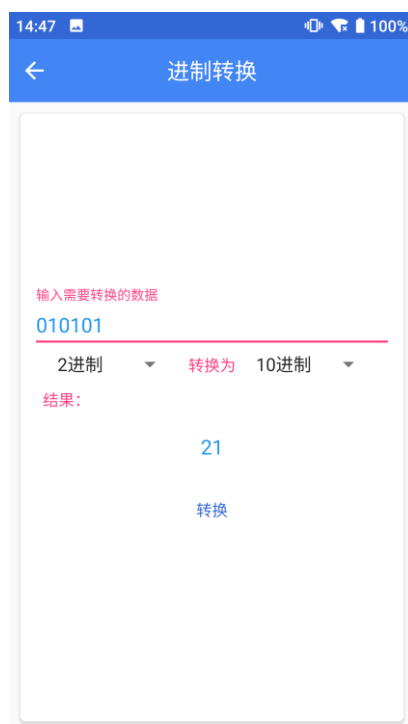 14:47 100%
进制转换
输入需要转换的数据
010101
2进制 转换为 10进制
结果：
21
转换